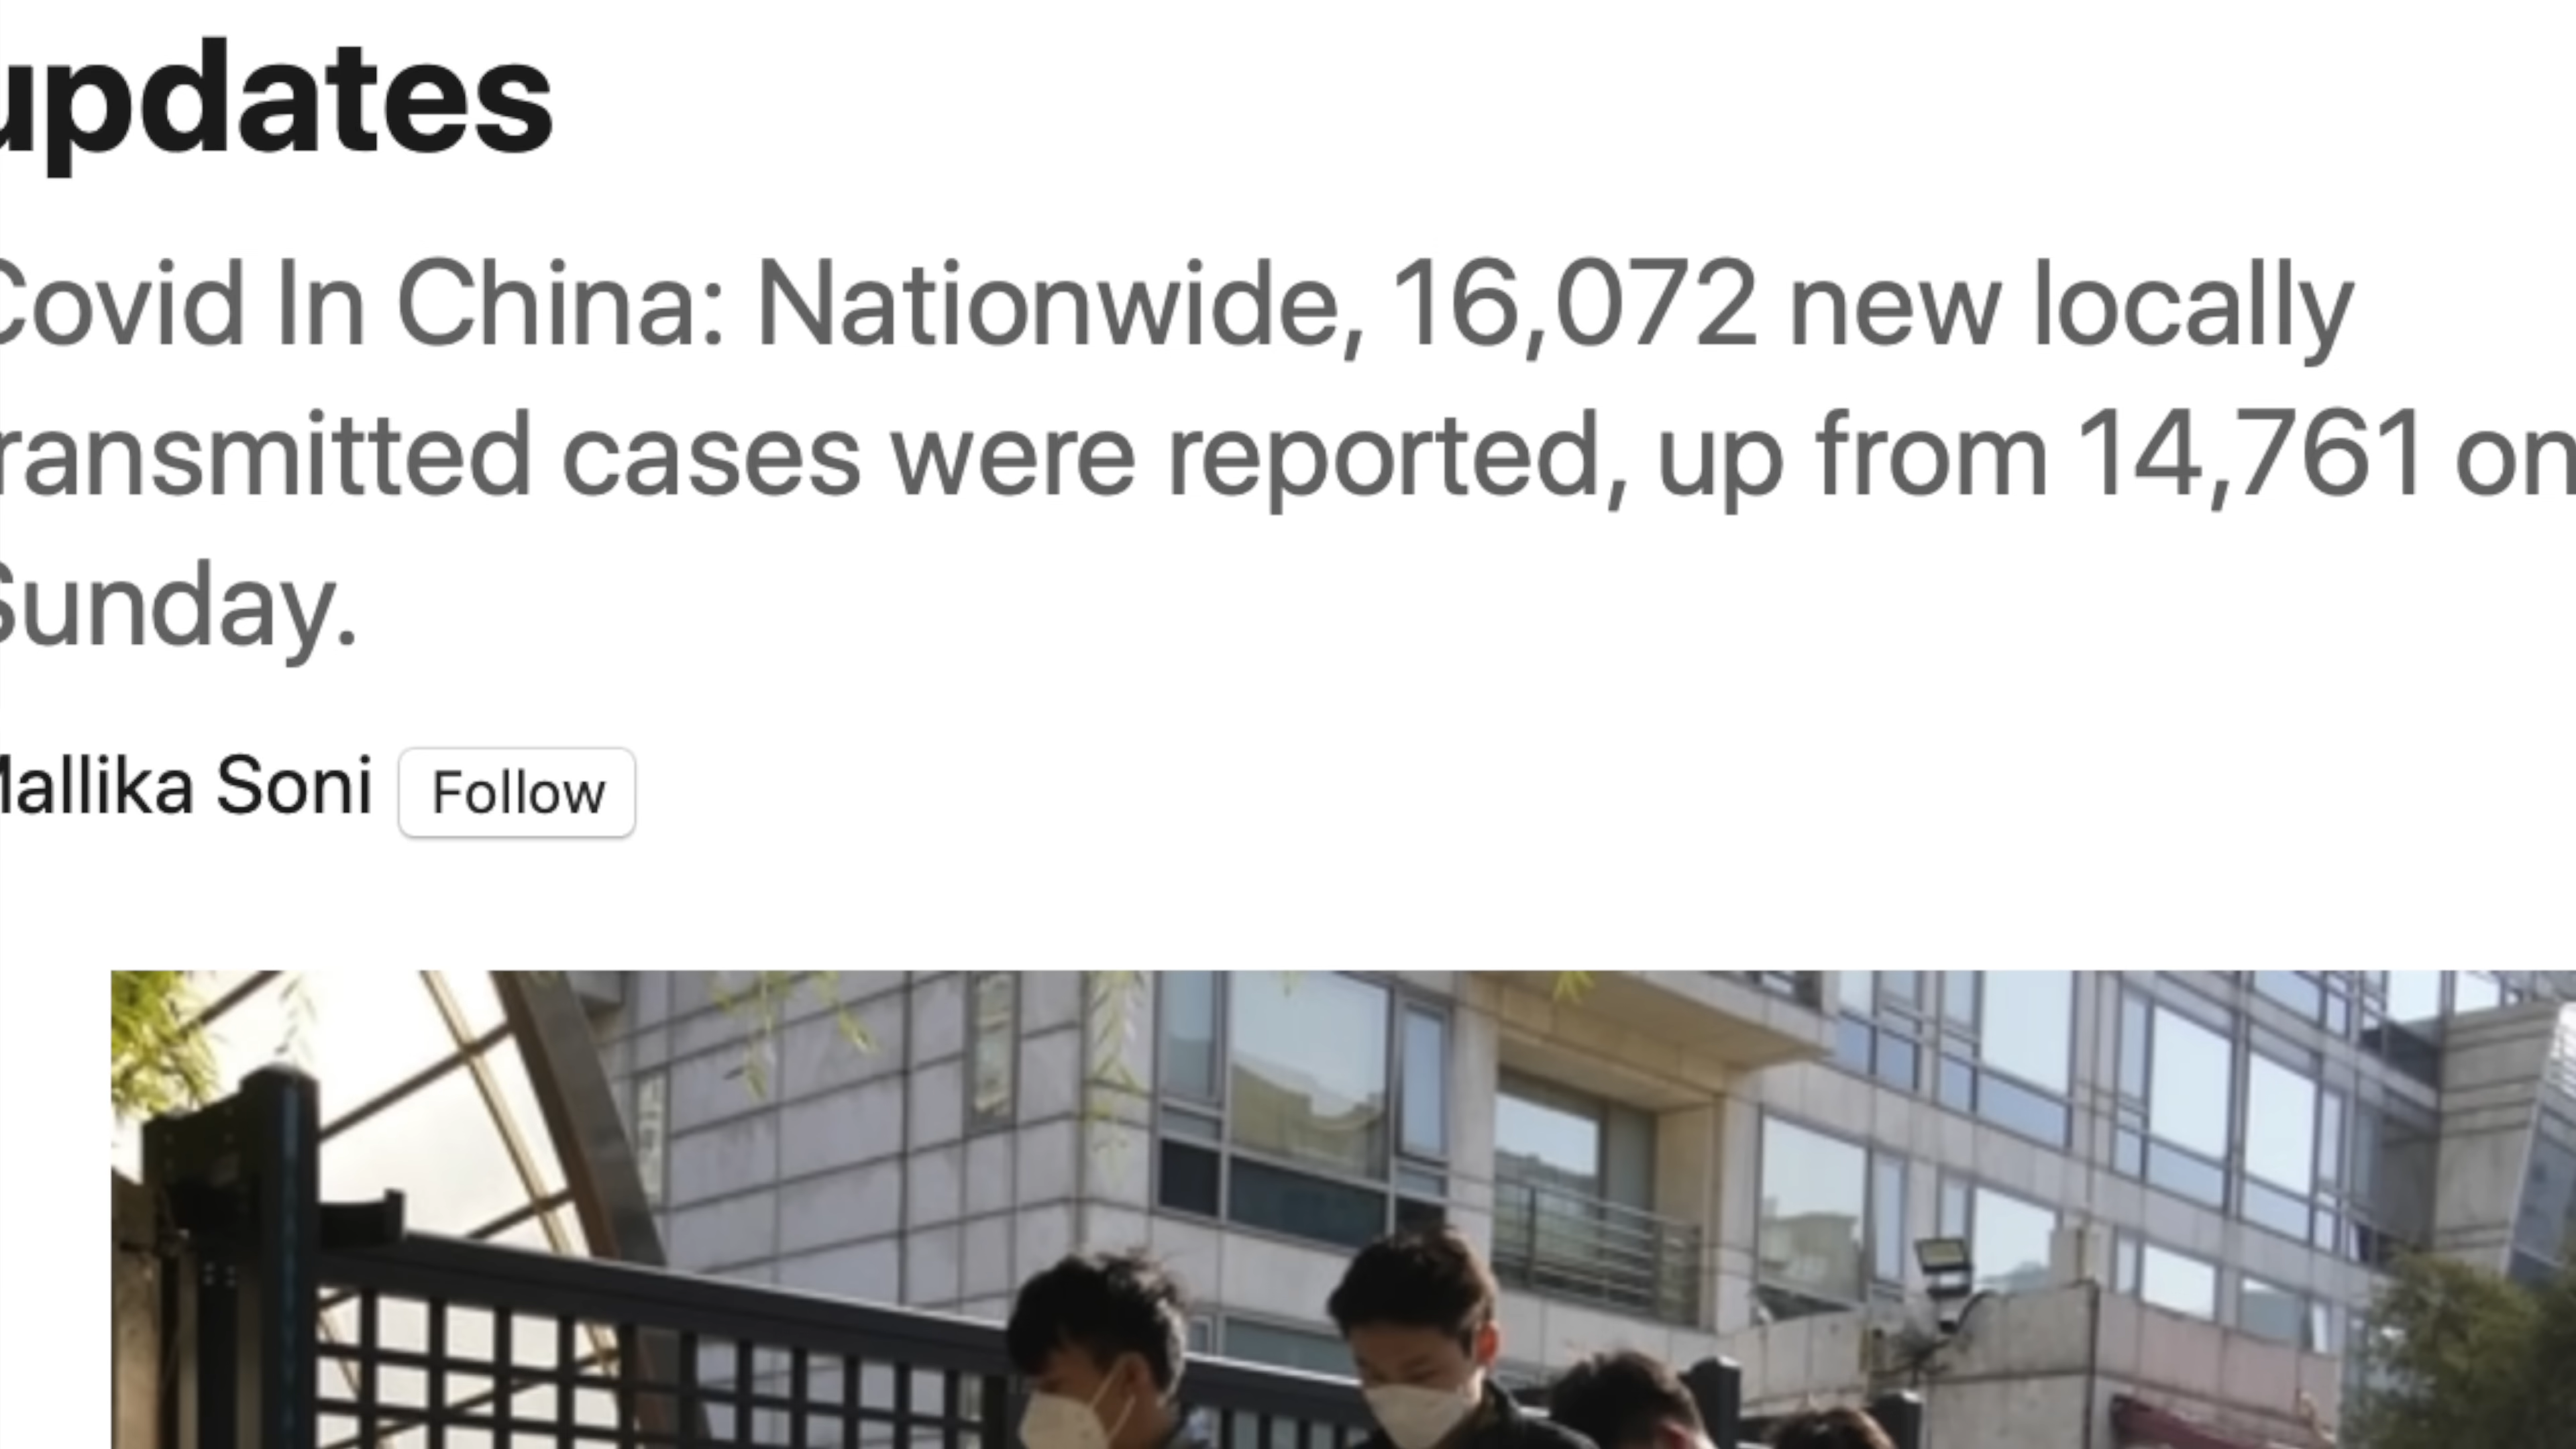 updates
Covid In China: Nationwide, 16,072 new locally
transmitted cases were reported, up from 14,761 on
Sunday.
Mallika Soni Follow